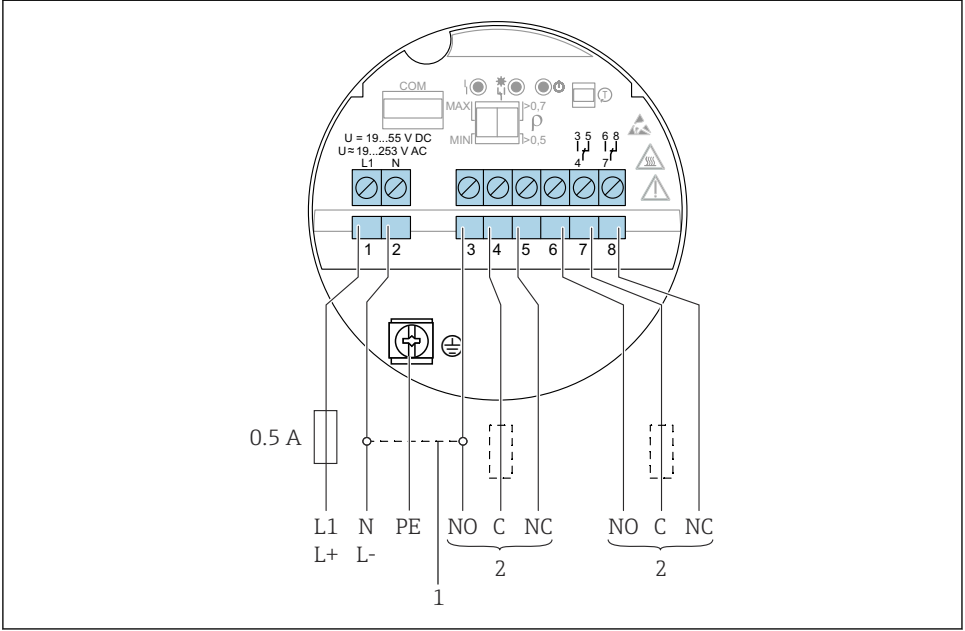 COM
MAX
>0,7
MIN
ρ
>0,5
T
U = 19...55 V DC
U ≈ 19...253 V AC
L1 N
3 5
4
6 8
7
1 2 3 4 5 6 7 8
0.5 A
L1 N PE NO C NC NO C NC
L+ L-
2 2
1